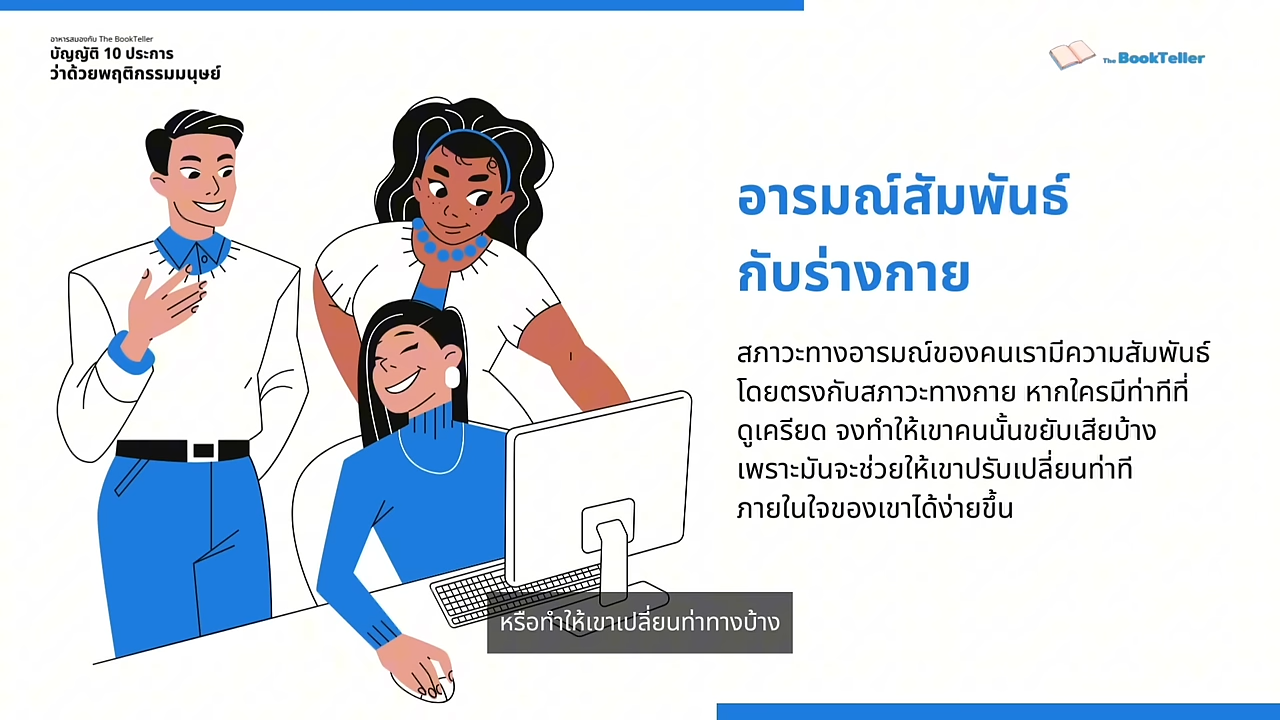 อาหารสมองกับ The BookTeller
บัญญัติ 10 ประการ
ว่าด้วยพฤติกรรมมนุษย์
The BookTeller
อารมณ์สัมพันธ์
กับร่างกาย
สภาวะทางอารมณ์ของคนเรามีความสัมพันธ์
โดยตรงกับสภาวะทางกาย หากใครมีท่าทีที่
ดูเครียด จงทำให้เขาคนนั้นขยับเสียบ้าง
เพราะมันจะช่วยให้เขาปรับเปลี่ยนท่าที
ภายในใจของเขาได้ง่ายขึ้น
หรือทำให้เขาเปลี่ยนท่าทางบ้าง